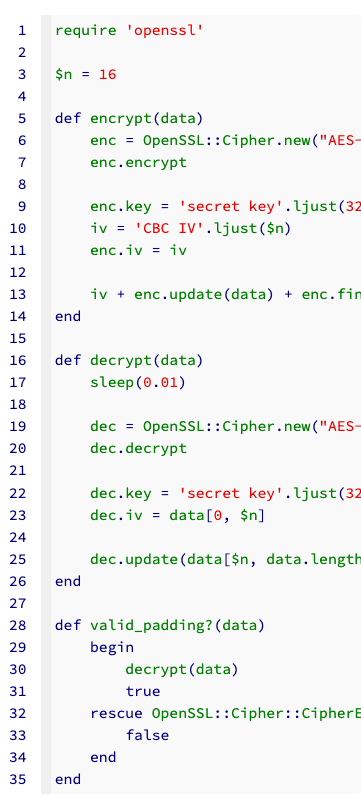 1 require 'openssl'
2
3 $n = 16
4
5 def encrypt(data)
6 enc = OpenSSL::Cipher.new("AES-
7 enc.encrypt
8
9 enc.key = 'secret key'.ljust(32
10 iv = 'CBC IV'.ljust($n)
11 enc.iv = iv
12
13 iv + enc.update(data) + enc.fin
14 end
15
16 def decrypt(data)
17 sleep(0.01)
18
19 dec = OpenSSL::Cipher.new("AES-
20 dec.decrypt
21
22 dec.key = 'secret key'.ljust(32
23 dec.iv = data[0, $n]
24
25 dec.update(data[$n, data.length
26 end
27
28 def valid_padding?(data)
29 begin
30 decrypt(data)
31 true
32 rescue OpenSSL::Cipher::CipherE
33 false
34 end
35 end